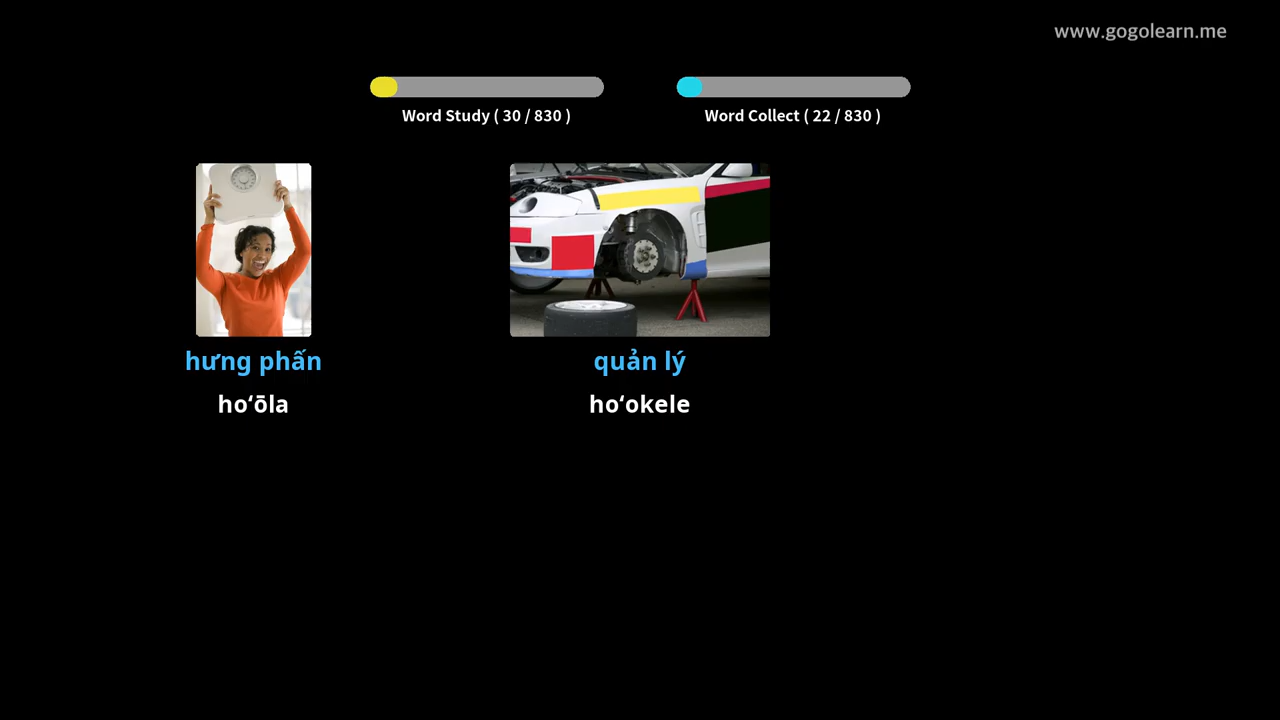 www.gogolearn.me
Word Study ( 30 / 830 )
Word Collect ( 22 / 830 )
hưng phấn
quản lý
hoʻōla
hoʻokele